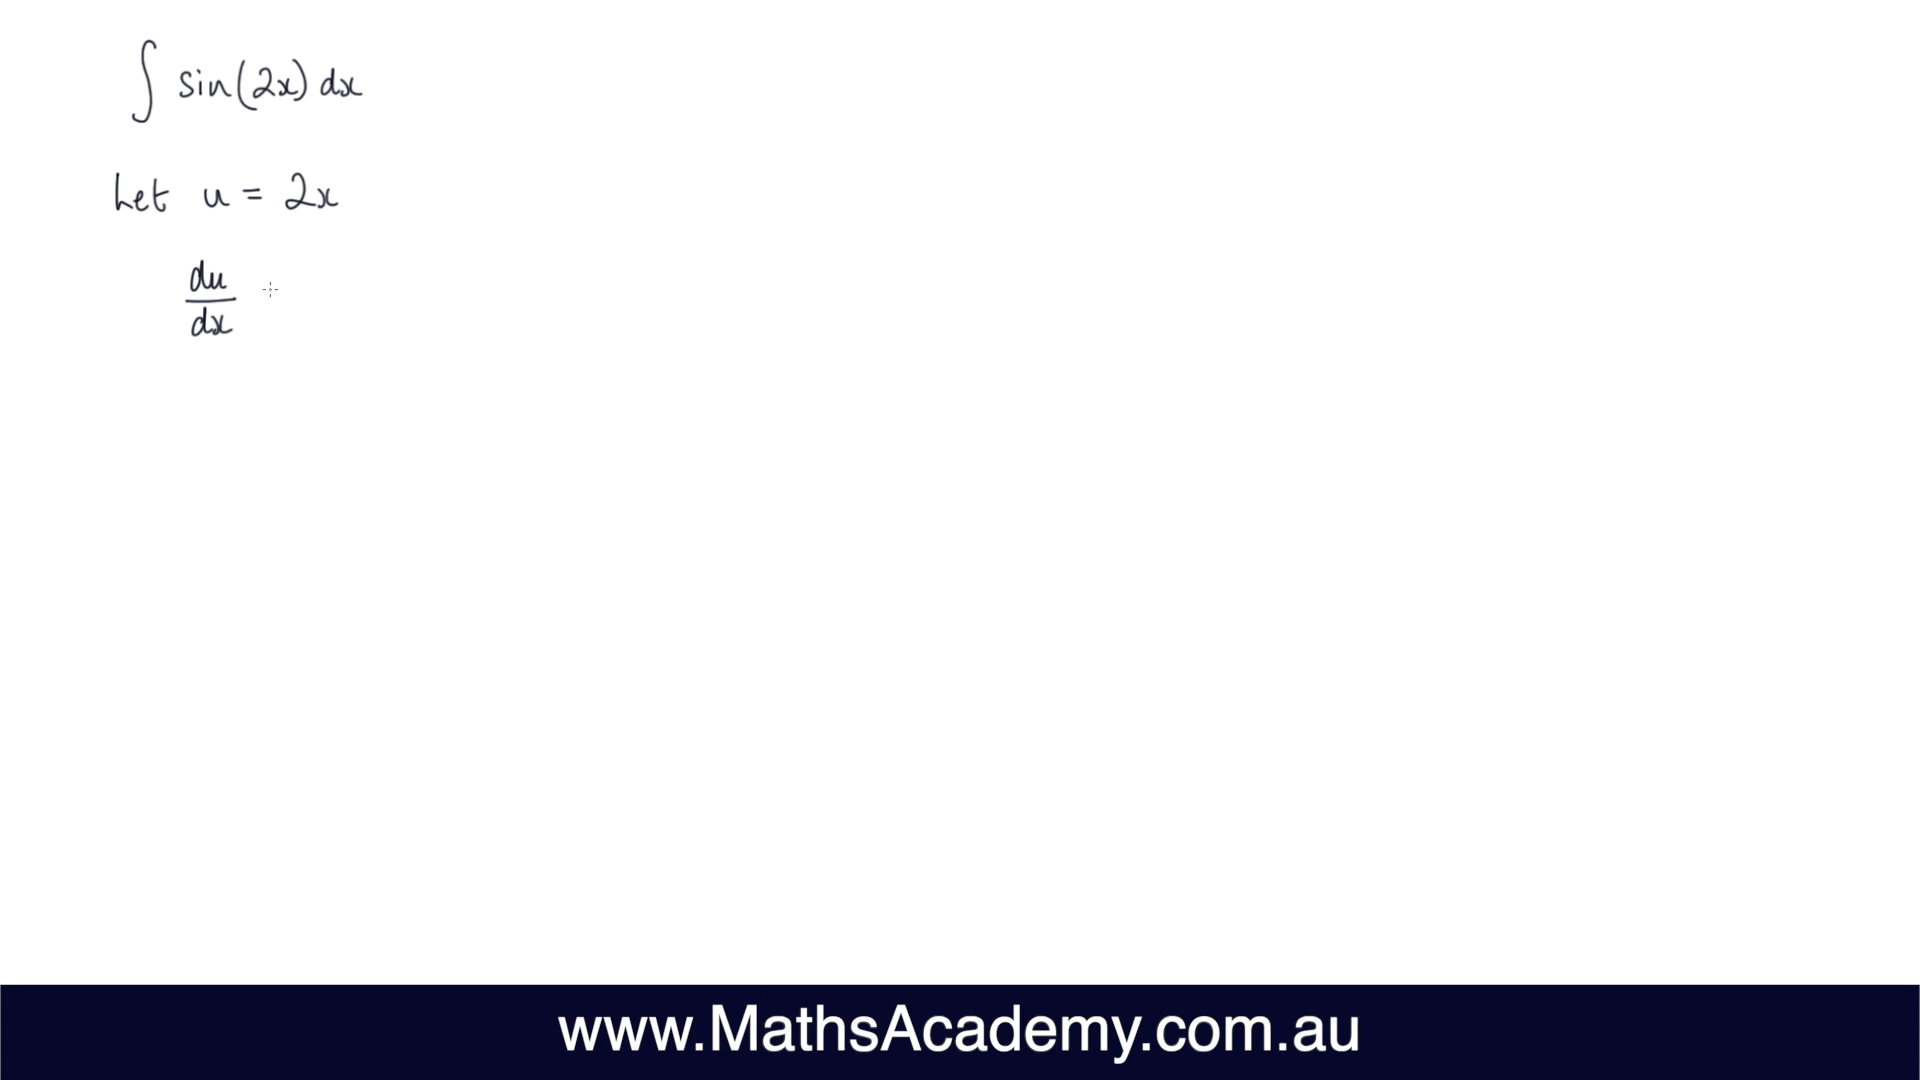 ∫ sin(2x) dx
Let u = 2x
du
dx
www.MathsAcademy.com.au